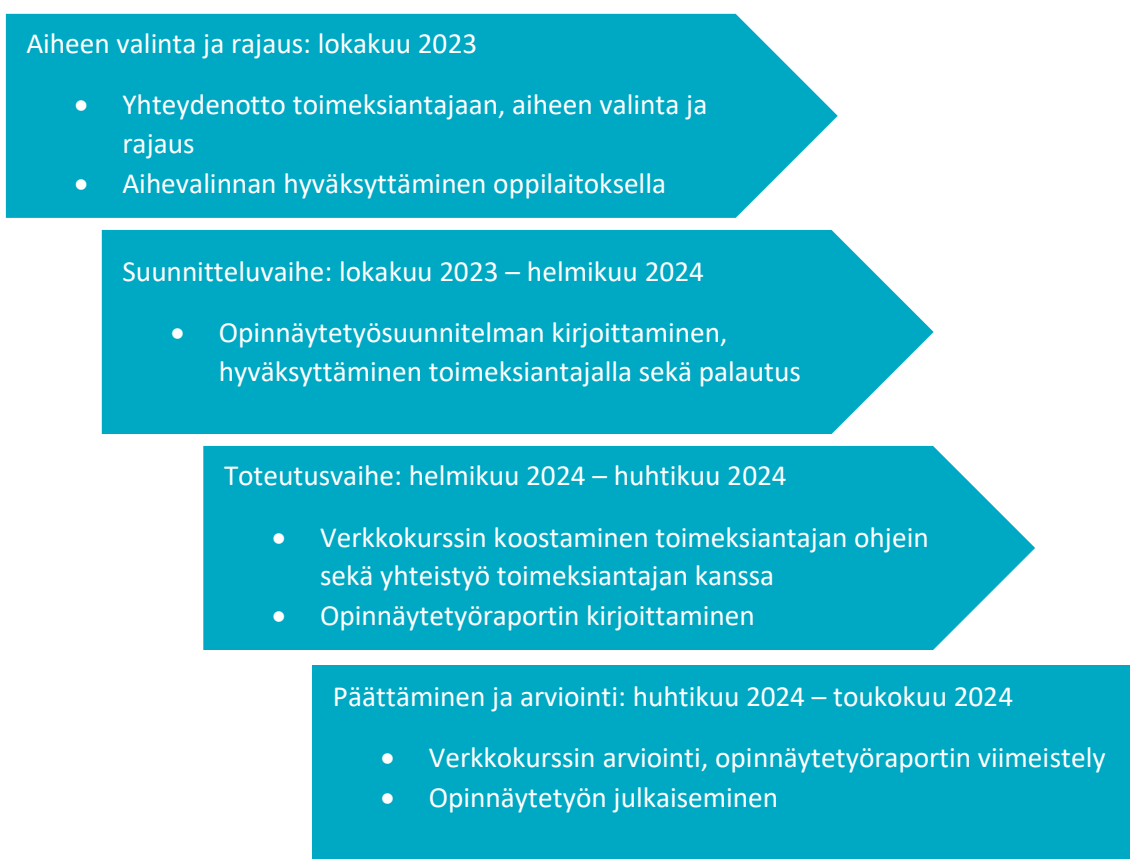 Aiheen valinta ja rajaus: lokakuu 2023
• Yhteydenotto toimeksiantajaan, aiheen valinta ja
rajaus
• Aihevalinnan hyväksyttäminen oppilaitoksella
Suunnitteluvaihe: lokakuu 2023 – helmikuu 2024
• Opinnäytetyösuunnitelman kirjoittaminen,
hyväksyttäminen toimeksiantajalla sekä palautus
Toteutusvaihe: helmikuu 2024 – huhtikuu 2024
• Verkkokurssin koostaminen toimeksiantajan ohjein
sekä yhteistyö toimeksiantajan kanssa
• Opinnäytetyöraportin kirjoittaminen
Päättäminen ja arviointi: huhtikuu 2024 – toukokuu 2024
• Verkkokurssin arviointi, opinnäytetyöraportin viimeistely
• Opinnäytetyön julkaiseminen